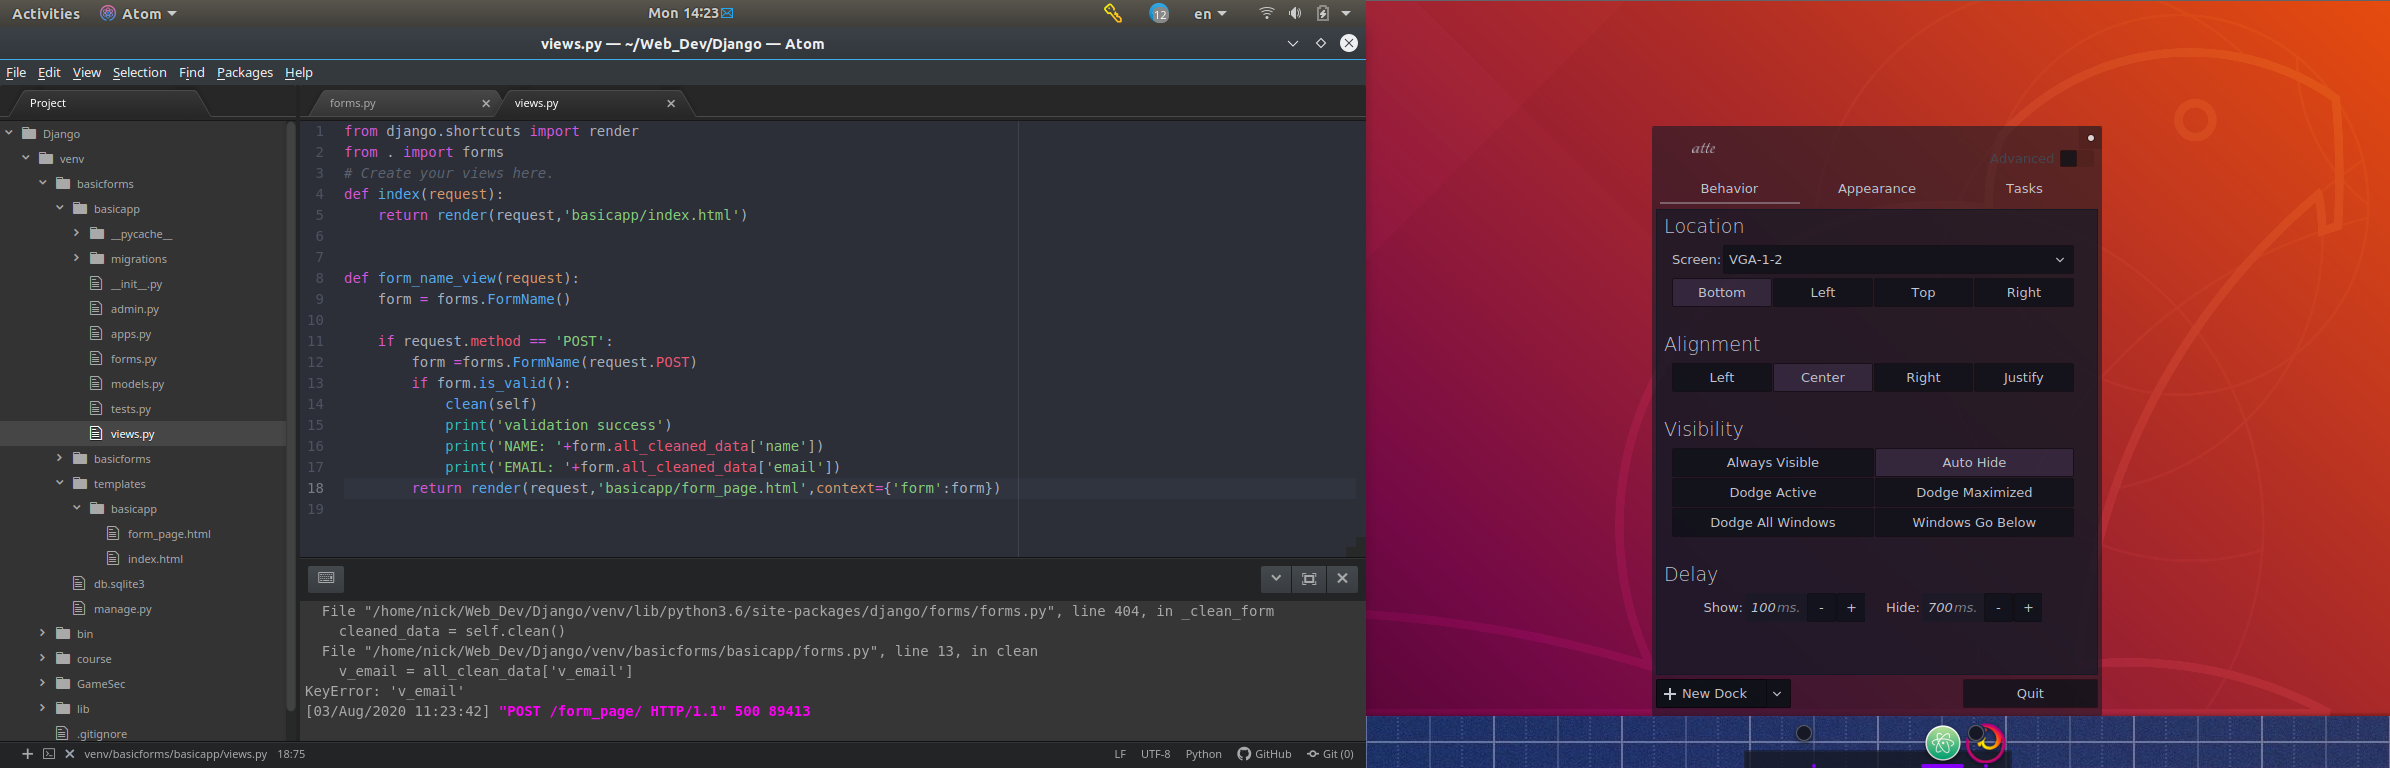 Activities Atom Mon 14:23 12 en
views.py — ~/Web_Dev/Django — Atom
File Edit View Selection Find Packages Help
Project
forms.py
views.py
Django
venv
basicforms
basicapp
__pycache__
migrations
__init__.py
admin.py
apps.py
forms.py
models.py
tests.py
views.py
basicforms
templates
basicapp
form_page.html
index.html
db.sqlite3
manage.py
bin
course
GameSec
lib
.gitignore
1 from django.shortcuts import render
2 from . import forms
3 # Create your views here.
4 def index(request):
5 return render(request,'basicapp/index.html')
6
7
8 def form_name_view(request):
9 form = forms.FormName()
10
11 if request.method == 'POST':
12 form =forms.FormName(request.POST)
13 if form.is_valid():
14 clean(self)
15 print('validation success')
16 print('NAME: '+form.all_cleaned_data['name'])
17 print('EMAIL: '+form.all_cleaned_data['email'])
18 return render(request,'basicapp/form_page.html',context={'form':form})
19
File "/home/nick/Web_Dev/Django/venv/lib/python3.6/site-packages/django/forms/forms.py", line 404, in _clean_form
cleaned_data = self.clean()
File "/home/nick/Web_Dev/Django/venv/basicforms/basicapp/forms.py", line 13, in clean
v_email = all_clean_data['v_email']
KeyError: 'v_email'
[03/Aug/2020 11:23:42] "POST /form_page/ HTTP/1.1" 500 89413
venv/basicforms/basicapp/views.py 18:75 LF UTF-8 Python GitHub Git (0)
atte
Advanced
Behavior Appearance Tasks
Location
Screen: VGA-1-2
Bottom Left Top Right
Alignment
Left Center Right Justify
Visibility
Always Visible Auto Hide
Dodge Active Dodge Maximized
Dodge All Windows Windows Go Below
Delay
Show: 100 ms. - + Hide: 700 ms. - +
+ New Dock Quit